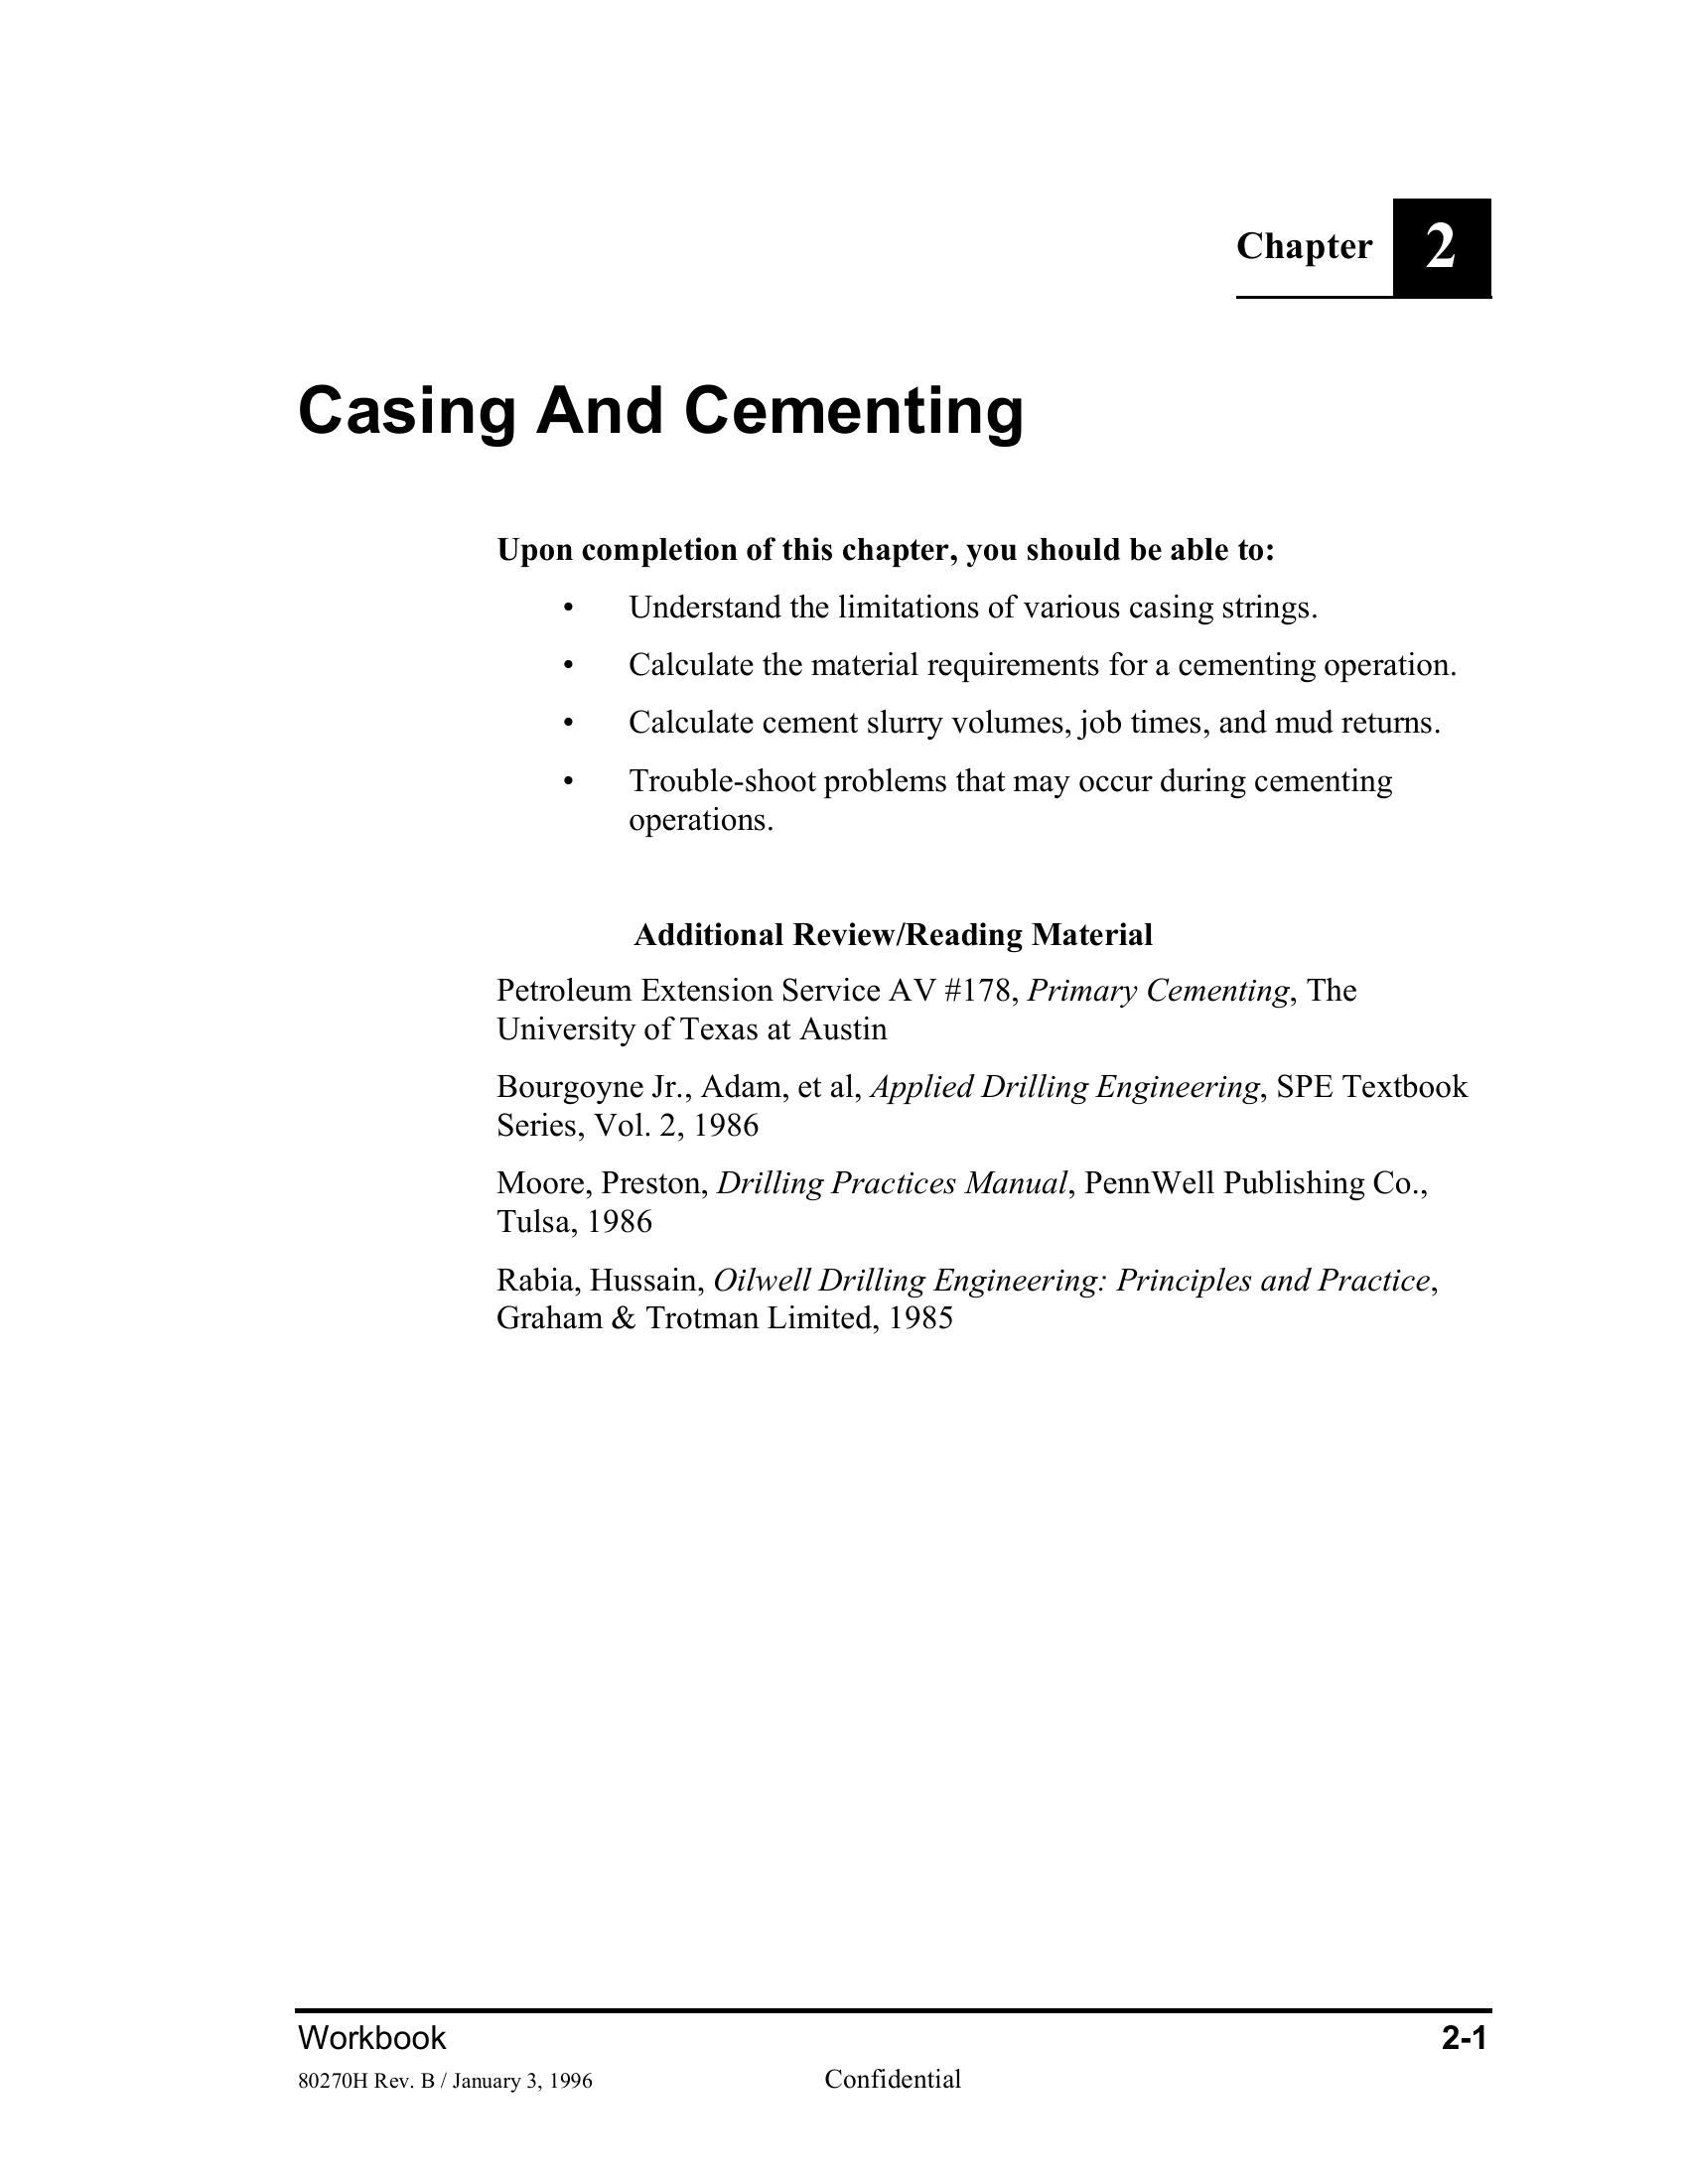 Chapter 2
Casing And Cementing
Upon completion of this chapter, you should be able to:
• Understand the limitations of various casing strings.
• Calculate the material requirements for a cementing operation.
• Calculate cement slurry volumes, job times, and mud returns.
• Trouble-shoot problems that may occur during cementing
operations.
Additional Review/Reading Material
Petroleum Extension Service AV #178, Primary Cementing, The
University of Texas at Austin
Bourgoyne Jr., Adam, et al, Applied Drilling Engineering, SPE Textbook
Series, Vol. 2, 1986
Moore, Preston, Drilling Practices Manual, PennWell Publishing Co.,
Tulsa, 1986
Rabia, Hussain, Oilwell Drilling Engineering: Principles and Practice,
Graham & Trotman Limited, 1985
Workbook 2-1
80270H Rev. B / January 3, 1996 Confidential